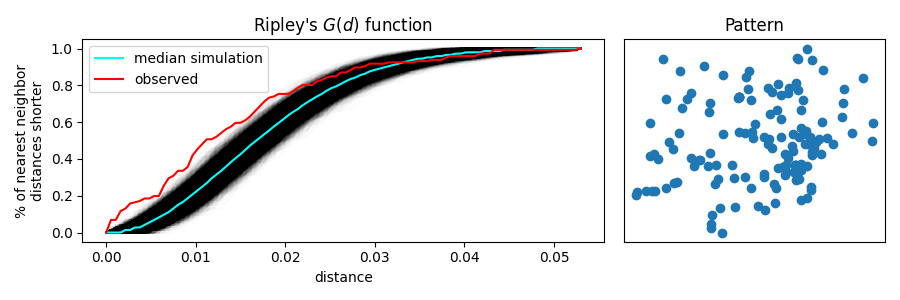 Ripley's G(d) function
% of nearest neighbor
distances shorter
1.0
0.8
0.6
0.4
0.2
0.0
median simulation
observed
0.00 0.01 0.02 0.03 0.04 0.05
distance
Pattern